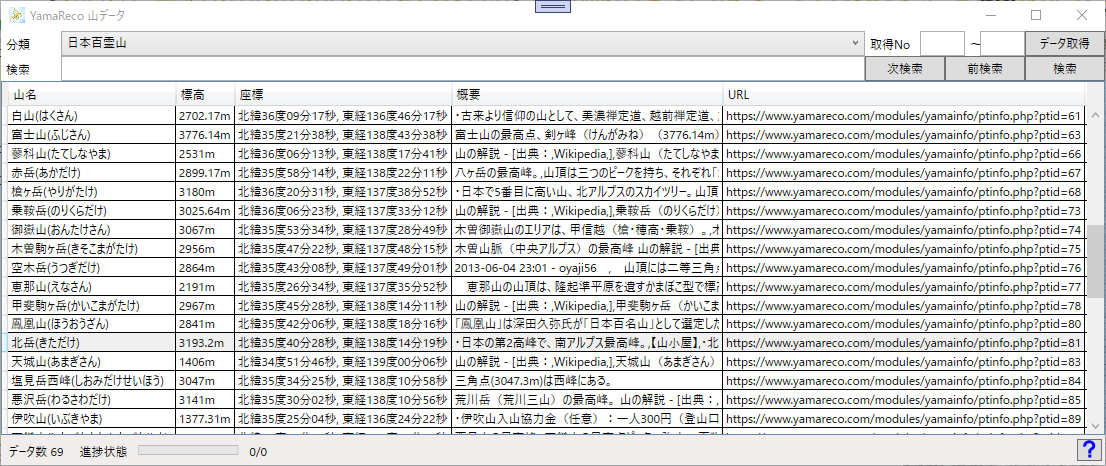 YamaReco 山データ
分類 日本百霊山 取得No ~ データ取得
検索 次検索 前検索 検索
山名 標高 座標 概要 URL
白山(はくさん) 2702.17m 北緯36度09分17秒, 東経136度46分17秒 ・古来より信仰の山として、美濃禅定道、越前禅定道、 https://www.yamareco.com/modules/yamainfo/ptinfo.php?ptid=61
富士山(ふじさん) 3776.14m 北緯35度21分38秒, 東経138度43分38秒 富士山の最高点、剣ヶ峰（けんがみね）（3776.14m） https://www.yamareco.com/modules/yamainfo/ptinfo.php?ptid=63
蓼科山(たてしなやま) 2531m 北緯36度06分13秒, 東経138度17分41秒 山の解説 - [出典：,Wikipedia,],蓼科山（たてしなやま https://www.yamareco.com/modules/yamainfo/ptinfo.php?ptid=66
赤岳(あかだけ) 2899.17m 北緯35度58分14秒, 東経138度22分11秒 八ヶ岳の最高峰。,山頂は三つのピークを持ち、それぞれ「 https://www.yamareco.com/modules/yamainfo/ptinfo.php?ptid=67
槍ヶ岳(やりがたけ) 3180m 北緯36度20分31秒, 東経137度38分52秒 ・日本で5番目に高い山、北アルプスのスカイツリー。山頂 https://www.yamareco.com/modules/yamainfo/ptinfo.php?ptid=68
乗鞍岳(のりくらだけ) 3025.64m 北緯36度06分23秒, 東経137度33分12秒 山の解説 - [出典：,Wikipedia,],乗鞍岳（のりくらだけ https://www.yamareco.com/modules/yamainfo/ptinfo.php?ptid=73
御嶽山(おんたけさん) 3067m 北緯35度53分34秒, 東経137度28分49秒 木曽御嶽山のエリアは、甲信越（槍・穂高・乗鞍）。,木 https://www.yamareco.com/modules/yamainfo/ptinfo.php?ptid=74
木曽駒ヶ岳(きそこまがたけ) 2956m 北緯35度47分22秒, 東経137度48分15秒 木曽山脈（中央アルプス）の最高峰 山の解説 - [出典 https://www.yamareco.com/modules/yamainfo/ptinfo.php?ptid=75
空木岳(うつぎだけ) 2864m 北緯35度43分08秒, 東経137度49分01秒 2013-06-04 23:01 - oyaji56 , 山頂には二等三角点 https://www.yamareco.com/modules/yamainfo/ptinfo.php?ptid=76
恵那山(えなさん) 2191m 北緯35度26分34秒, 東経137度35分52秒 恵那山の山頂は、隆起準平原を遺すかまぼこ型で標高 https://www.yamareco.com/modules/yamainfo/ptinfo.php?ptid=77
甲斐駒ヶ岳(かいこまがたけ) 2967m 北緯35度45分28秒, 東経138度14分11秒 山の解説 - [出典：,Wikipedia,],甲斐駒ヶ岳（かいこま https://www.yamareco.com/modules/yamainfo/ptinfo.php?ptid=78
鳳凰山(ほうおうざん) 2841m 北緯35度42分06秒, 東経138度18分16秒 「鳳凰山」は深田久弥氏が「日本百名山」として選定した https://www.yamareco.com/modules/yamainfo/ptinfo.php?ptid=80
北岳(きただけ) 3193.2m 北緯35度40分28秒, 東経138度14分19秒 ・日本の第2高峰で、南アルプス最高峰。,【山小屋】,・北 https://www.yamareco.com/modules/yamainfo/ptinfo.php?ptid=81
天城山(あまぎさん) 1406m 北緯34度51分46秒, 東経139度00分06秒 山の解説 - [出典：,Wikipedia,],天城山（あまぎさん） https://www.yamareco.com/modules/yamainfo/ptinfo.php?ptid=83
塩見岳西峰(しおみだけせいほう) 3047m 北緯35度34分25秒, 東経138度10分58秒 三角点(3047.3m)は西峰にある。 https://www.yamareco.com/modules/yamainfo/ptinfo.php?ptid=84
悪沢岳(わるさわだけ) 3141m 北緯35度30分02秒, 東経138度10分56秒 荒川岳（荒川三山）の最高峰。 山の解説 - [出典：, https://www.yamareco.com/modules/yamainfo/ptinfo.php?ptid=85
伊吹山(いぶきやま) 1377.31m 北緯35度25分04秒, 東経136度24分22秒 ・伊吹山入山協力金（任意）：一人300円（登山口 https://www.yamareco.com/modules/yamainfo/ptinfo.php?ptid=89
データ数 69 進捗状態 0/0 ?